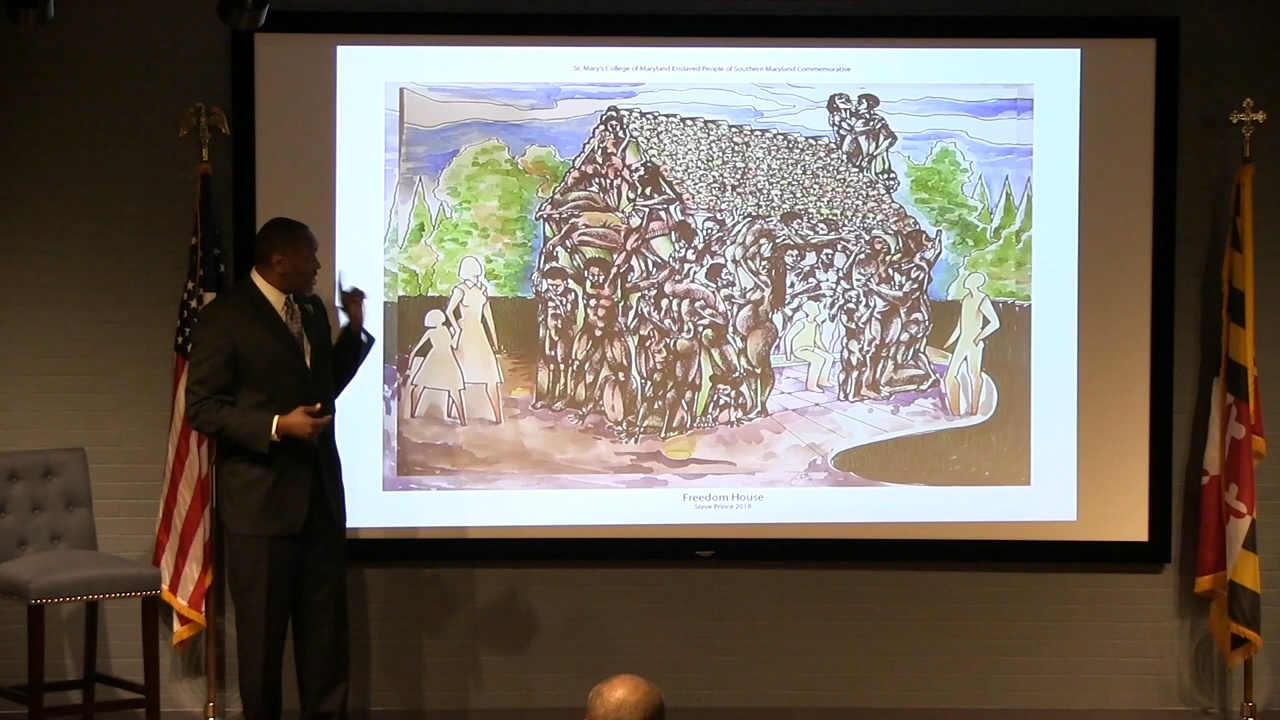 St. Mary's College of Maryland Enslaved People of Southern Maryland Commemorative
Freedom House
Steve Prince 2019